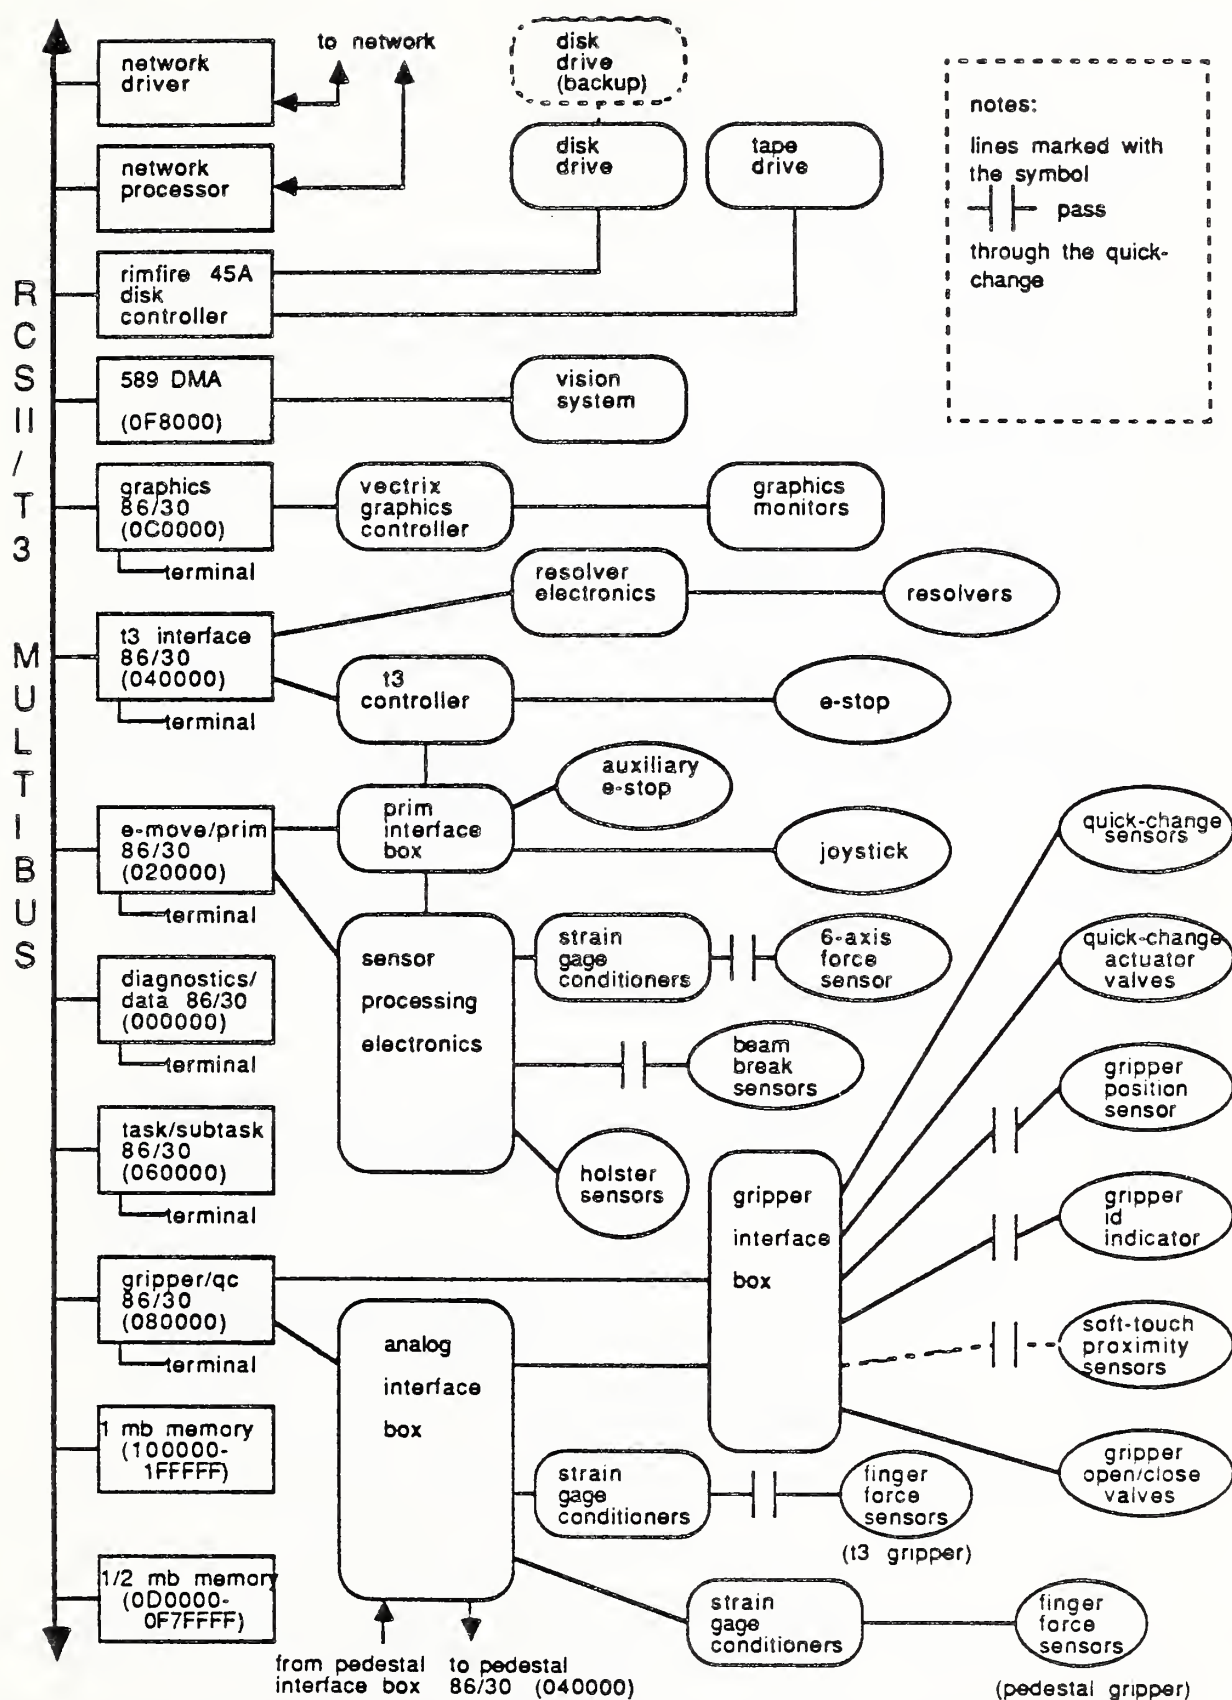 RCSII/T3 MULTIBUS
network
driver
to network
disk
drive
(backup)
network
processor
disk
drive
tape
drive
notes:
lines marked with
the symbol
pass
through the quick-
change
rimfire 45A
disk
controller
589 DMA
(0F8000)
vision
system
graphics
86/30
(0C0000)
terminal
vectrix
graphics
controller
graphics
monitors
resolver
electronics
resolvers
t3 interface
86/30
(040000)
terminal
t3
controller
e-stop
auxiliary
e-stop
prim
interface
box
joystick
e-move/prim
86/30
(020000)
terminal
quick-change
sensors
sensor
processing
electronics
strain
gage
conditioners
6-axis
force
sensor
quick-change
actuator
valves
diagnostics/
data 86/30
(000000)
terminal
beam
break
sensors
gripper
position
sensor
task/subtask
86/30
(060000)
terminal
holster
sensors
gripper
interface
box
gripper
id
indicator
gripper/qc
86/30
(080000)
terminal
analog
interface
box
soft-touch
proximity
sensors
1 mb memory
(100000-
1FFFFF)
strain
gage
conditioners
finger
force
sensors
(t3 gripper)
gripper
open/close
valves
1/2 mb memory
(0D0000-
0F7FFFF)
strain
gage
conditioners
finger
force
sensors
(pedestal gripper)
from pedestal
interface box
to pedestal
86/30 (040000)